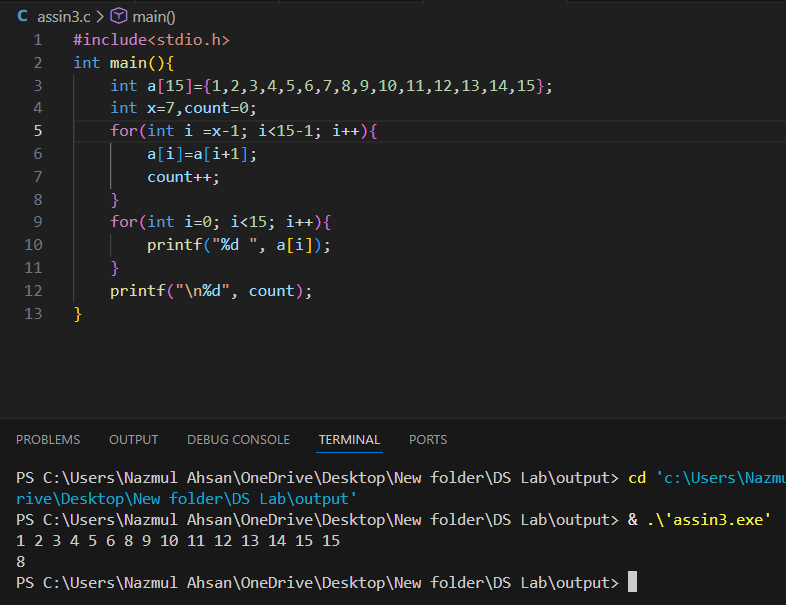 C assin3.c > main()
1 #include<stdio.h>
2 int main(){
3     int a[15]={1,2,3,4,5,6,7,8,9,10,11,12,13,14,15};
4     int x=7,count=0;
5     for(int i =x-1; i<15-1; i++){
6         a[i]=a[i+1];
7         count++;
8     }
9     for(int i=0; i<15; i++){
10         printf("%d ", a[i]);
11     }
12     printf("\n%d", count);
13 }
PROBLEMS OUTPUT DEBUG CONSOLE TERMINAL PORTS
PS C:\Users\Nazmul Ahsan\OneDrive\Desktop\New folder\DS Lab\output> cd 'c:\Users\Nazmu
rive\Desktop\New folder\DS Lab\output'
PS C:\Users\Nazmul Ahsan\OneDrive\Desktop\New folder\DS Lab\output> & .\'assin3.exe'
1 2 3 4 5 6 8 9 10 11 12 13 14 15 15
8
PS C:\Users\Nazmul Ahsan\OneDrive\Desktop\New folder\DS Lab\output>